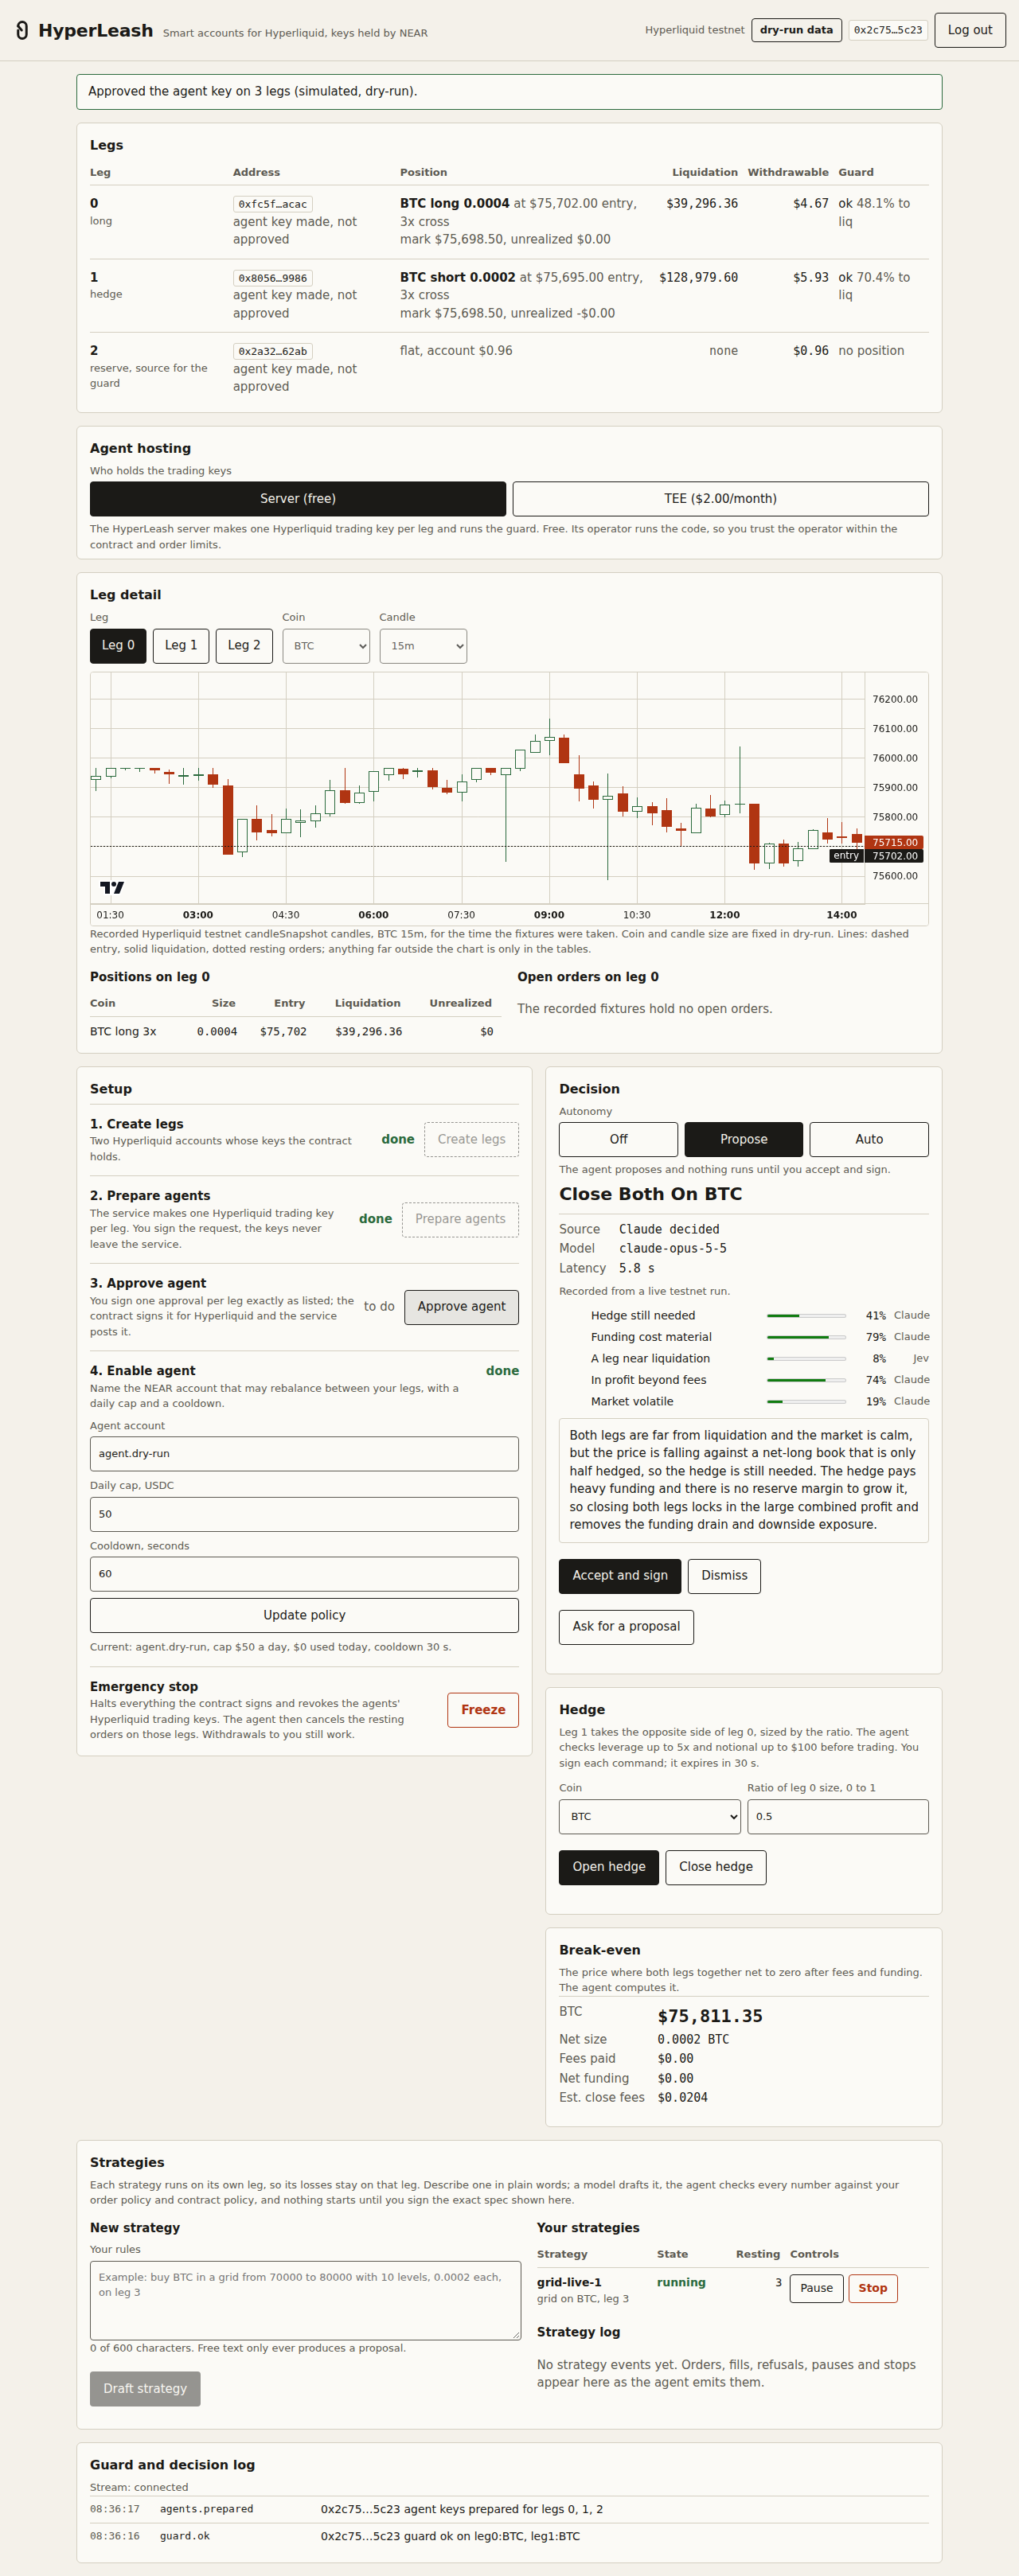 HyperLeash Smart accounts for Hyperliquid, keys held by NEAR
Hyperliquid testnet dry-run data 0x2c75…5c23 Log out
Approved the agent key on 3 legs (simulated, dry-run).
Legs
Leg Address Position Liquidation Withdrawable Guard
0
long
0xfc5f…acac
agent key made, not
approved
BTC long 0.0004 at $75,702.00 entry,
3x cross
mark $75,698.50, unrealized $0.00
$39,296.36
$4.67
ok 48.1% to
liq
1
hedge
0x8056…9986
agent key made, not
approved
BTC short 0.0002 at $75,695.00 entry,
3x cross
mark $75,698.50, unrealized -$0.00
$128,979.60
$5.93
ok 70.4% to
liq
2
reserve, source for the
guard
0x2a32…62ab
agent key made, not
approved
flat, account $0.96
none
$0.96
no position
Agent hosting
Who holds the trading keys
Server (free)
TEE ($2.00/month)
The HyperLeash server makes one Hyperliquid trading key per leg and runs the guard. Free. Its operator runs the code, so you trust the operator within the
contract and order limits.
Leg detail
Leg Coin Candle
Leg 0 Leg 1 Leg 2 BTC 15m
76200.00
76100.00
76000.00
75900.00
75800.00
75715.00
entry 75702.00
75600.00
01:30 03:00 04:30 06:00 07:30 09:00 10:30 12:00 14:00
Recorded Hyperliquid testnet candleSnapshot candles, BTC 15m, for the time the fixtures were taken. Coin and candle size are fixed in dry-run. Lines: dashed
entry, solid liquidation, dotted resting orders; anything far outside the chart is only in the tables.
Positions on leg 0
Coin Size Entry Liquidation Unrealized
BTC long 3x 0.0004 $75,702 $39,296.36 $0
Open orders on leg 0
The recorded fixtures hold no open orders.
Setup
1. Create legs
Two Hyperliquid accounts whose keys the contract
holds.
done
Create legs
2. Prepare agents
The service makes one Hyperliquid trading key
per leg. You sign the request, the keys never
leave the service.
done
Prepare agents
3. Approve agent
You sign one approval per leg exactly as listed; the
contract signs it for Hyperliquid and the service
posts it.
to do
Approve agent
4. Enable agent
done
Name the NEAR account that may rebalance between your legs, with a
daily cap and a cooldown.
Agent account
agent.dry-run
Daily cap, USDC
50
Cooldown, seconds
60
Update policy
Current: agent.dry-run, cap $50 a day, $0 used today, cooldown 30 s.
Emergency stop
Halts everything the contract signs and revokes the agents'
Hyperliquid trading keys. The agent then cancels the resting
orders on those legs. Withdrawals to you still work.
Freeze
Decision
Autonomy
Off Propose Auto
The agent proposes and nothing runs until you accept and sign.
Close Both On BTC
Source Claude decided
Model claude-opus-5-5
Latency 5.8 s
Recorded from a live testnet run.
Hedge still needed 41% Claude
Funding cost material 79% Claude
A leg near liquidation 8% Jev
In profit beyond fees 74% Claude
Market volatile 19% Claude
Both legs are far from liquidation and the market is calm,
but the price is falling against a net-long book that is only
half hedged, so the hedge is still needed. The hedge pays
heavy funding and there is no reserve margin to grow it,
so closing both legs locks in the large combined profit and
removes the funding drain and downside exposure.
Accept and sign Dismiss
Ask for a proposal
Hedge
Leg 1 takes the opposite side of leg 0, sized by the ratio. The agent
checks leverage up to 5x and notional up to $100 before trading. You
sign each command; it expires in 30 s.
Coin Ratio of leg 0 size, 0 to 1
BTC 0.5
Open hedge Close hedge
Break-even
The price where both legs together net to zero after fees and funding.
The agent computes it.
BTC $75,811.35
Net size 0.0002 BTC
Fees paid $0.00
Net funding $0.00
Est. close fees $0.0204
Strategies
Each strategy runs on its own leg, so its losses stay on that leg. Describe one in plain words; a model drafts it, the agent checks every number against your
order policy and contract policy, and nothing starts until you sign the exact spec shown here.
New strategy
Your rules
Example: buy BTC in a grid from 70000 to 80000 with 10 levels, 0.0002 each,
on leg 3
0 of 600 characters. Free text only ever produces a proposal.
Draft strategy
Your strategies
Strategy State Resting Controls
grid-live-1 running 3 Pause Stop
grid on BTC, leg 3
Strategy log
No strategy events yet. Orders, fills, refusals, pauses and stops
appear here as the agent emits them.
Guard and decision log
Stream: connected
08:36:17 agents.prepared 0x2c75…5c23 agent keys prepared for legs 0, 1, 2
08:36:16 guard.ok 0x2c75…5c23 guard ok on leg0:BTC, leg1:BTC